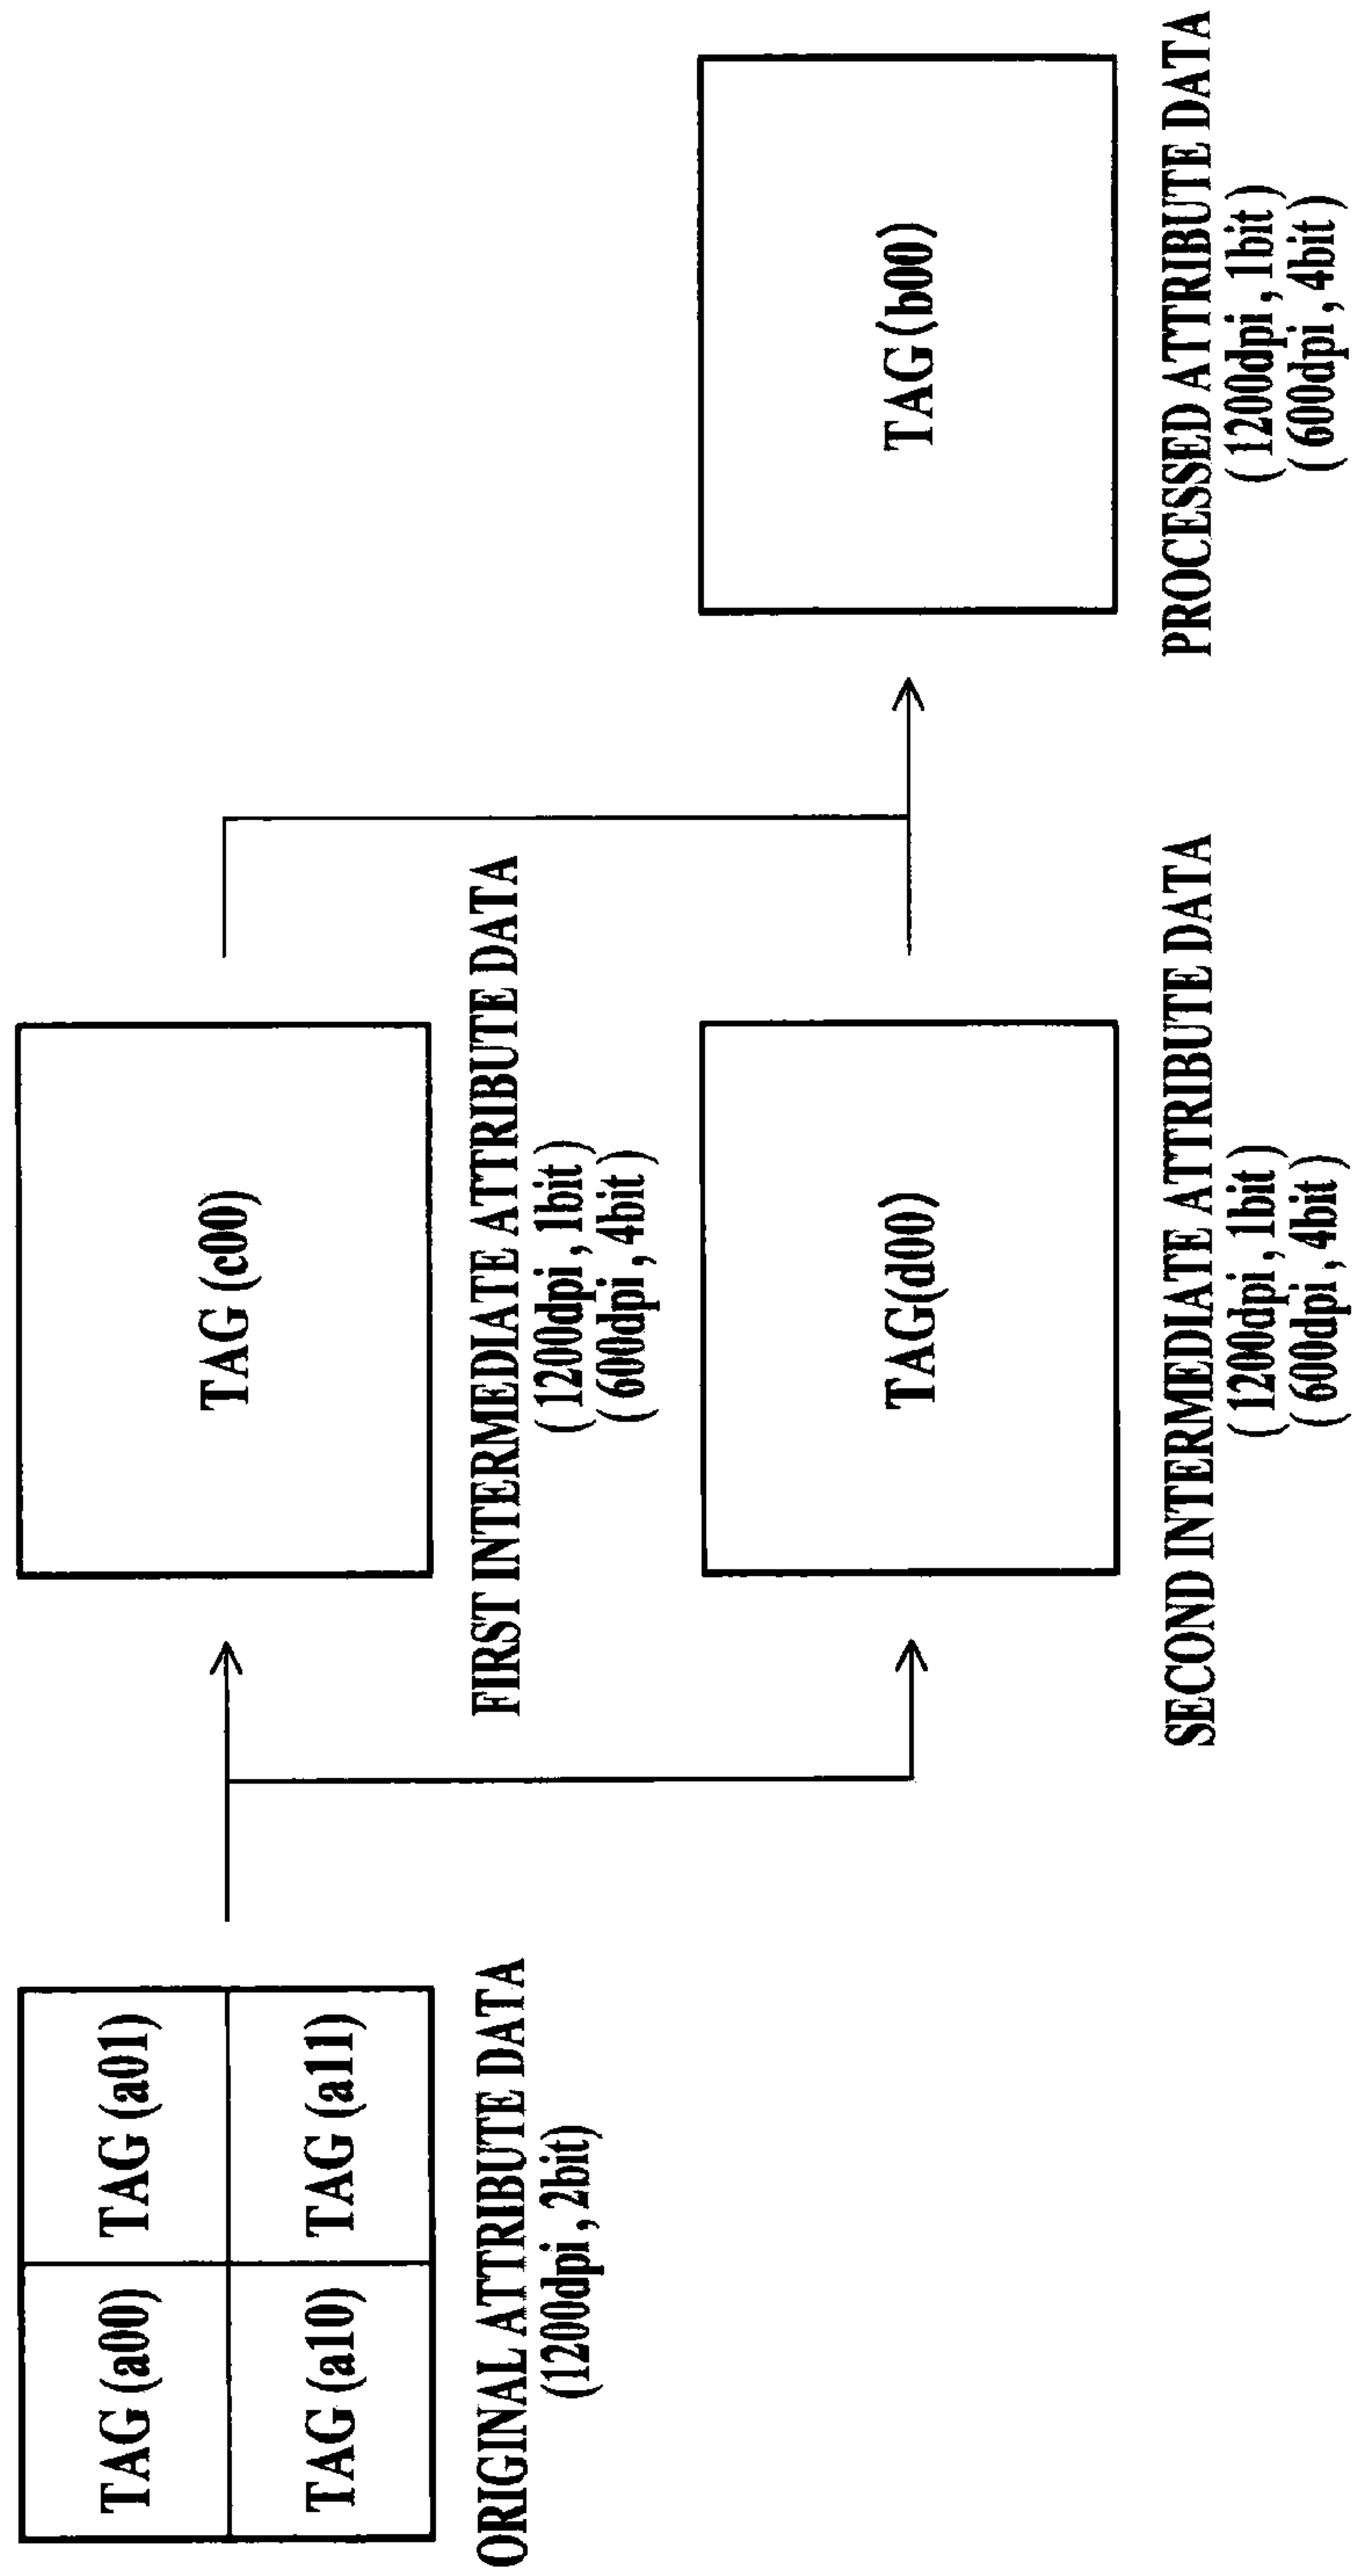 TAG (a00) TAG (a01)
TAG (a10) TAG (a11)
ORIGINAL ATTRIBUTE DATA
(1200dpi , 2bit)
TAG (c00)
FIRST INTERMEDIATE ATTRIBUTE DATA
( 1200dpi , 1bit )
( 600dpi , 4bit )
TAG(d00)
SECOND INTERMEDIATE ATTRIBUTE DATA
( 1200dpi , 1bit )
( 600dpi , 4bit )
TAG(b00)
PROCESSED ATTRIBUTE DATA
( 1200dpi , 1bit )
( 600dpi , 4bit )